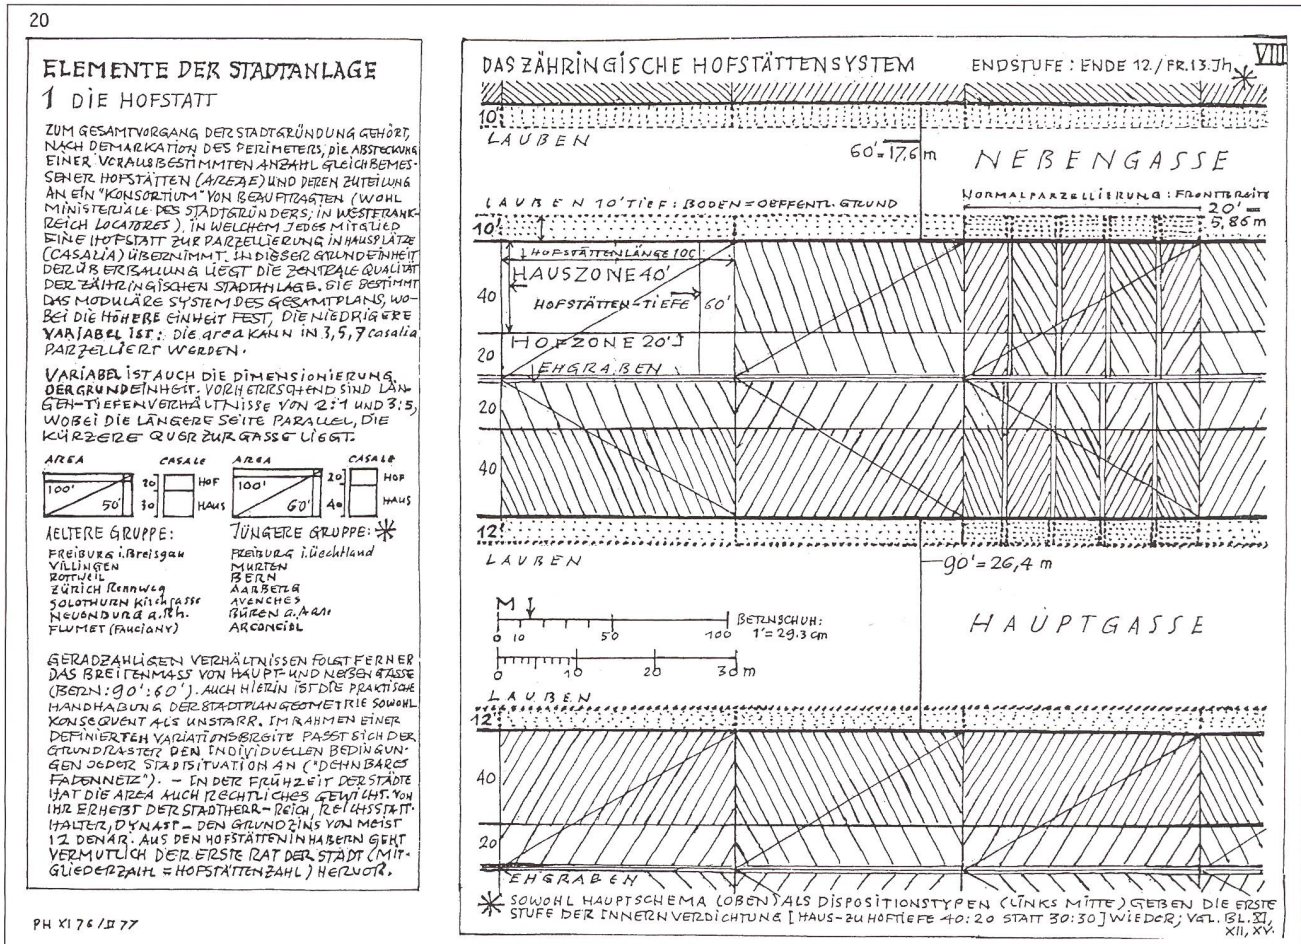 20
ELEMENTE DER STADTANLAGE
1 DIE HOFSTATT
ZUM GESAMTVORGANG DER STADTGRÜNDUNG GEHÖRT,
NACH DEMARKATION DES PERIMETERS, DIE ABSTECKUNG
EINER VORAUSBESTIMMTEN ANZAHL GLEICHBEMES-
SENER HOFSTÄTTEN (AREAE) UND DEREN ZUTEILUNG
AN EIN "KONSORTIUM" VON BEAUFTRAGTEN (WOHL
MINISTERIALE DES STADTGRÜNDERS, IN WESTFRANK-
REICH LOCATORES), IN WELCHEM JEDES MITGLIED
EINE HOFSTATT ZUR PARZELLIERUNG IN HAUSPLÄTZE
(CASALIA) ÜBERNIMMT. IN DIESER GRUNDEINHEIT
DER ÜBERBAUUNG LIEGT DIE ZENTRALE QUALITÄT
DER ZÄHRINGISCHEN STADTANLAGE. SIE BESTIMMT
DAS MODULÄRE SYSTEM DES GESAMTPLANS, WO-
BEI DIE HÖHERE EINHEIT FEST, DIE NIEDRIGERE
VARIABEL IST: DIE area KANN IN 3, 5, 7 casalia
PARZELLIERT WERDEN.
VARIABEL IST AUCH DIE DIMENSIONIERUNG
DER GRUNDEINHEIT. VORHERRSCHEND SIND LÄN-
GEN-TIEFENVERHÄLTNISSE VON 2:1 UND 3:5,
WOBEI DIE LÄNGERE SEITE PARALLEL, DIE
KÜRZERE QUER ZUR GASSE LIEGT.
AREA CASALE AREA CASALE
100' 50' 20 30 HOF HAUS 100' 60' 20 40 HOF HAUS
AELTERE GRUPPE: JÜNGERE GRUPPE: *
FREIBURG i. Breisgau FREIBURG i. Üechtland
VILLINGEN MURTEN
ROTTWEIL BERN
ZÜRICH Rennweg AARBERG
SOLOTHURN Kirchgasse AVENCHES
NEUENBURG a. Rh. BÜREN a. Aare
FLUMET (FAUCIGNY) ARCONCIEL
GERADZAHLIGEN VERHÄLTNISSEN FOLGT FERNER
DAS BREITENMASS VON HAUPT- UND NEBENGASSE
(BERN: 90':60'). AUCH HIERIN IST DIE PRAKTISCHE
HANDHABUNG DER STADTPLANGEOMETRIE SOWOHL
KONSEQUENT ALS UNSTARR. IM RAHMEN EINER
DEFINIERTEN VARIATIONSBREITE PASST SICH DER
GRUNDRASTER DEN INDIVIDUELLEN BEDINGUN-
GEN JEDER STADTSITUATION AN ("DEHNBARES
FADENNETZ"). – IN DER FRÜHZEIT DER STÄDTE
HAT DIE AREA AUCH RECHTLICHES GEWICHT. VON
IHR ERHEBT DER STADTHERR – REICH, REICHSSTATT-
HALTER, DYNAST – DEN GRUNDZINS VON MEIST
12 DENAR. AUS DEN HOFSTÄTTENINHABERN GEHT
VERMUTLICH DER ERSTE RAT DER STADT (MIT-
GLIEDERZAHL = HOFSTÄTTENZAHL) HERVOR.
PH XI 76 / II 77
VIII
DAS ZÄHRINGISCHE HOFSTÄTTENSYSTEM ENDSTUFE: ENDE 12./FR. 13. Jh *
10'
LAUBEN
60' = 17,6 m
NEBENGASSE
NORMALPARZELLIERUNG: FRONTBREITE
20' =
5,86 m
LAUBEN 10' TIEF: BODEN = OEFFENTL. GRUND
10'
HOFSTÄTTENLÄNGE 100'
HAUSZONE 40'
40
HOFSTÄTTEN-TIEFE 60'
HOFZONE 20'
20
EHGRABEN
20
40
12'
LAUBEN
90' = 26,4 m
HAUPTGASSE
M
0 10 50 100
BERNSCHUH:
1' = 29.3 cm
0 10 20 30 m
LAUBEN
12'
40
20
EHGRABEN
* SOWOHL HAUPTSCHEMA (OBEN) ALS DISPOSITIONSTYPEN (LINKS MITTE) GEBEN DIE ERSTE
STUFE DER INNERN VERDICHTUNG [HAUS- ZU HOFTIEFE 40:20 STATT 30:30] WIEDER; VGL. BL. XI,
XII, XV.